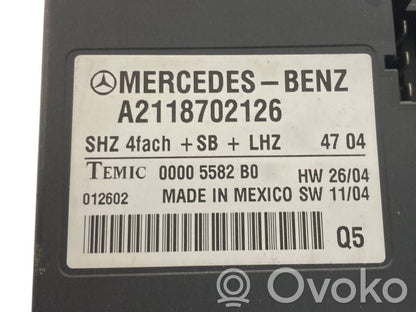 MERCEDES-BENZ
A2118702126
SHZ 4fach + SB + LHZ 47 04
TEMIC 0000 5582 B0 HW 26/04
012602 MADE IN MEXICO SW 11/04
Q5
Ovoko